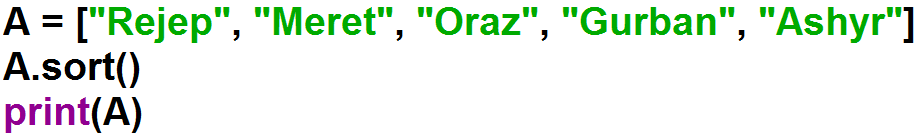 A = ["Rejep", "Meret", "Oraz", "Gurban", "Ashyr"]
A.sort()
print(A)